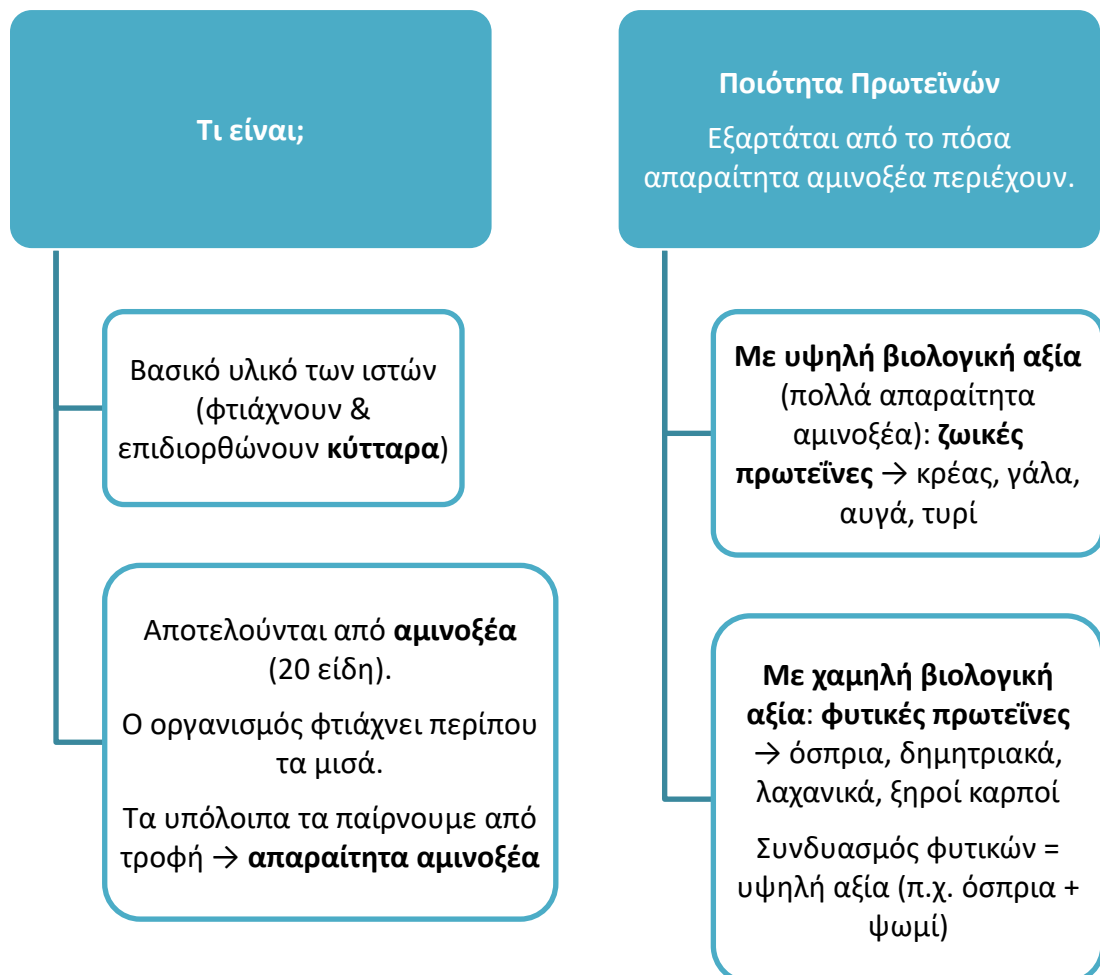 Τι είναι;
Βασικό υλικό των ιστών
(φτιάχνουν &
επιδιορθώνουν κύτταρα)
Αποτελούνται από αμινοξέα
(20 είδη).
Ο οργανισμός φτιάχνει περίπου
τα μισά.
Τα υπόλοιπα τα παίρνουμε από
τροφή → απαραίτητα αμινοξέα
Ποιότητα Πρωτεϊνών
Εξαρτάται από το πόσα
απαραίτητα αμινοξέα περιέχουν.
Με υψηλή βιολογική αξία
(πολλά απαραίτητα
αμινοξέα): ζωικές
πρωτεΐνες → κρέας, γάλα,
αυγά, τυρί
Με χαμηλή βιολογική
αξία: φυτικές πρωτεΐνες
→ όσπρια, δημητριακά,
λαχανικά, ξηροί καρποί
Συνδυασμός φυτικών =
υψηλή αξία (π.χ. όσπρια +
ψωμί)